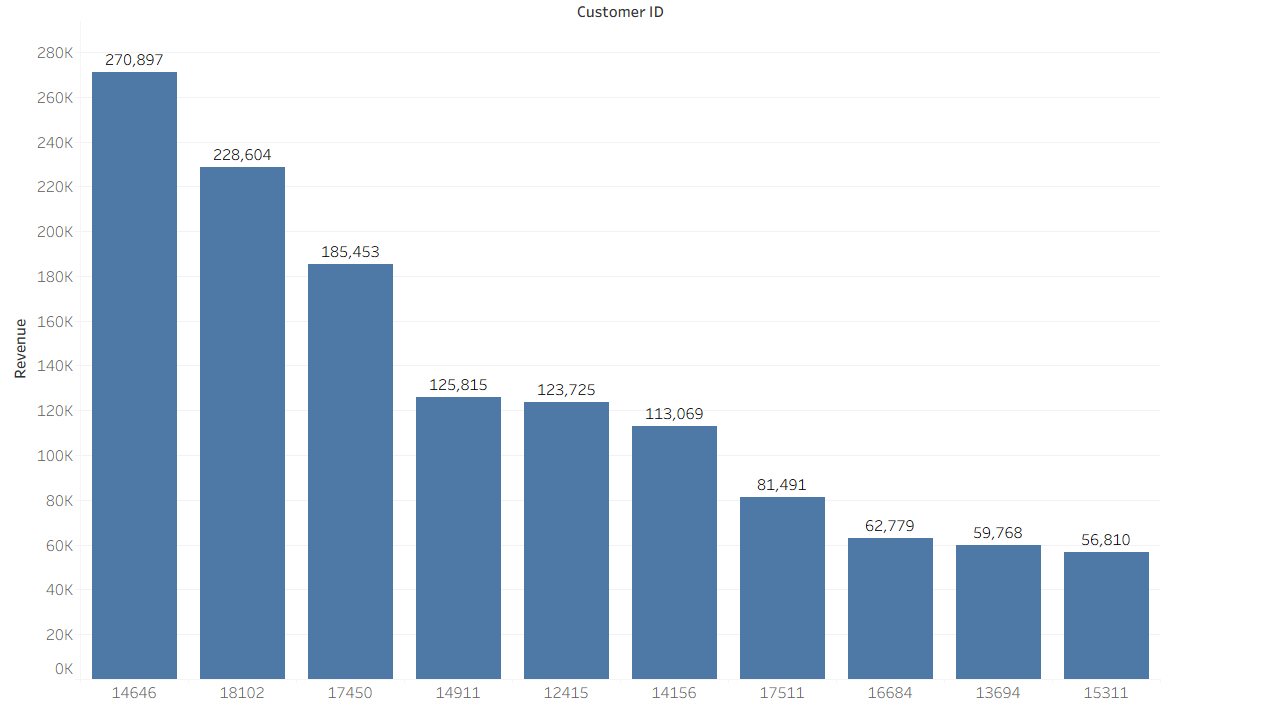 Customer ID
Revenue
280K
260K
240K
220K
200K
180K
160K
140K
120K
100K
80K
60K
40K
20K
0K
270,897
228,604
185,453
125,815
123,725
113,069
81,491
62,779
59,768
56,810
14646 18102 17450 14911 12415 14156 17511 16684 13694 15311